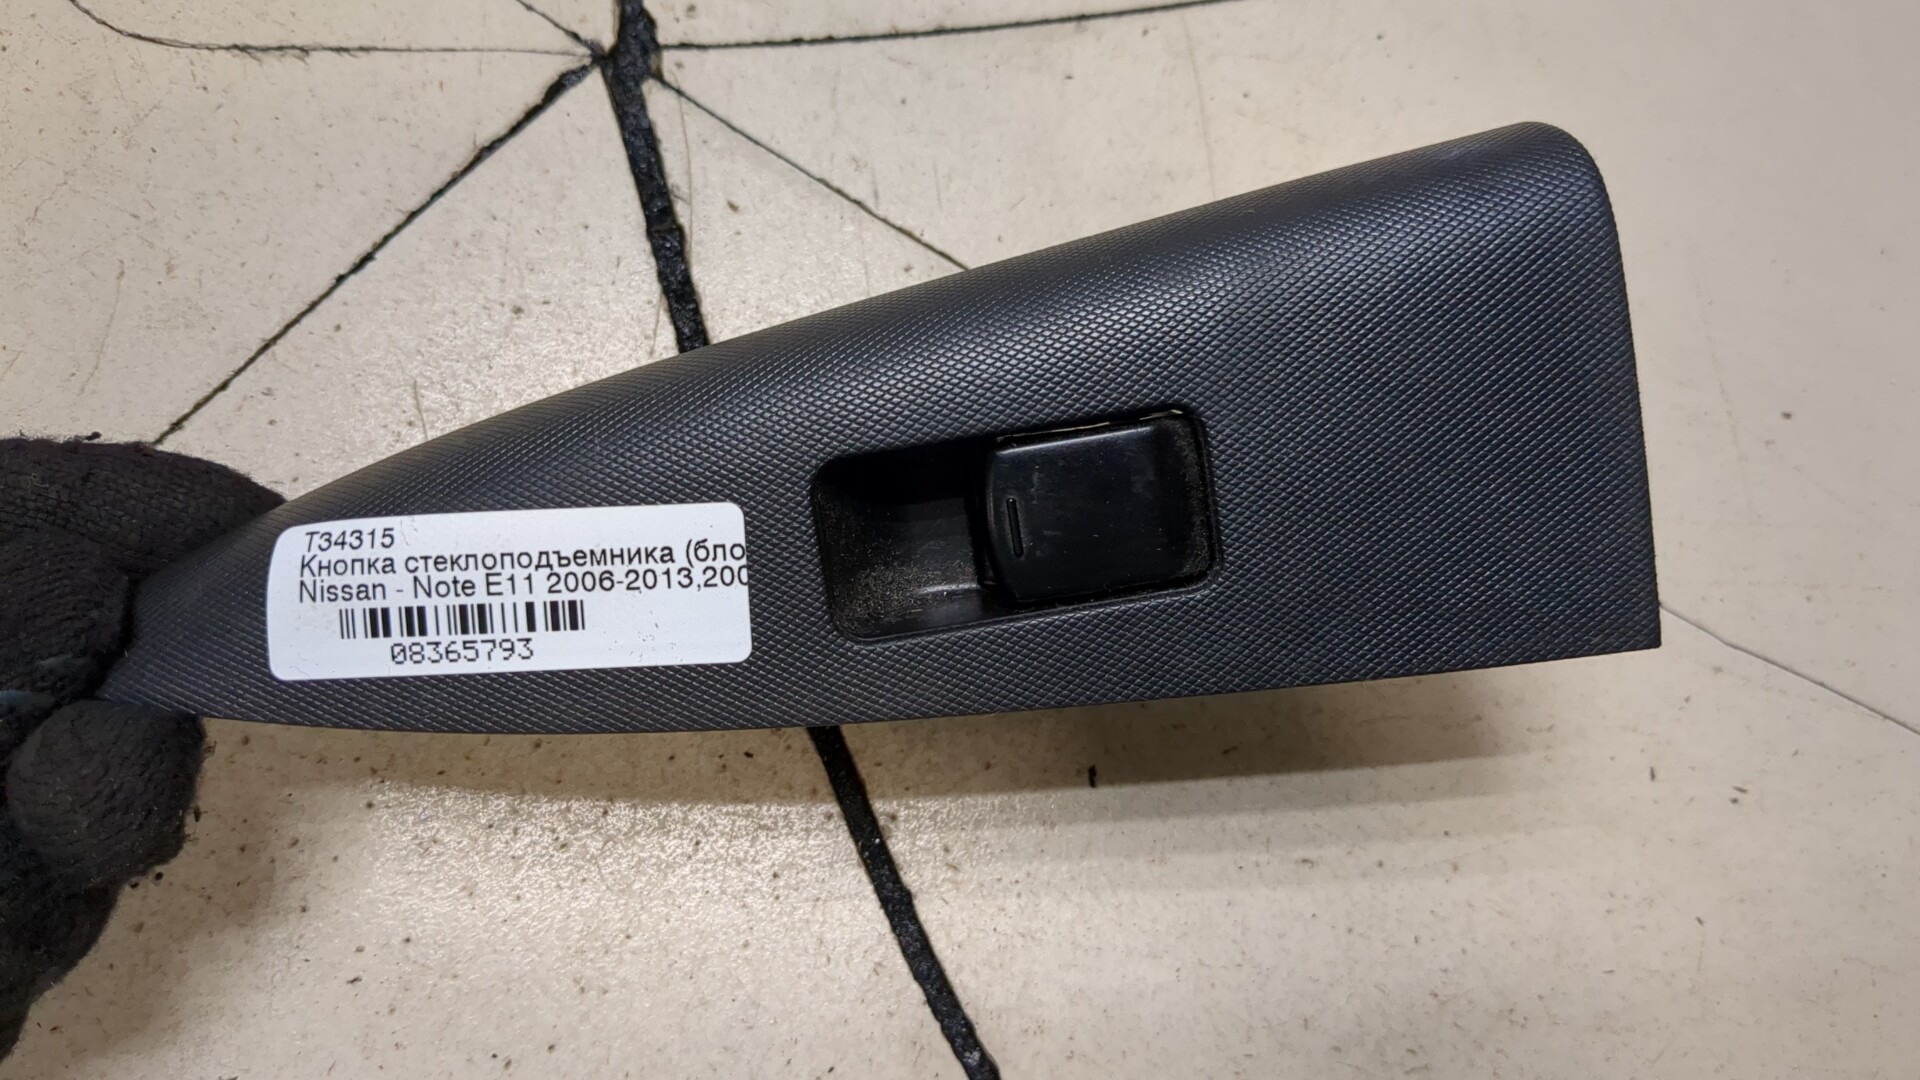 T34315
Кнопка стеклоподъемника (бло
Nissan - Note E11 2006-2013,200
08365793